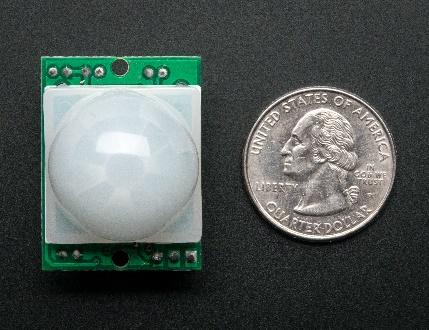 UNITED STATES OF AMERICA
LIBERTY
IN
GOD WE
TRUST
QUARTER DOLLAR